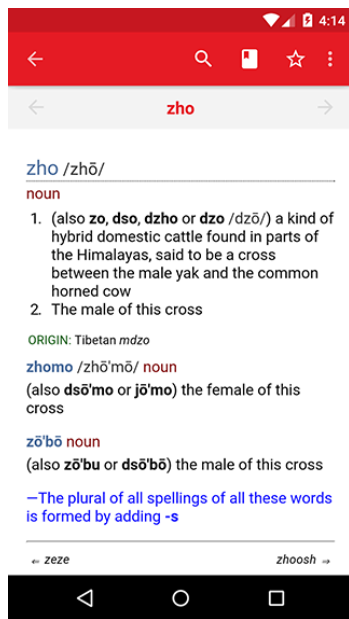 4:14
zho
zho /zhō/
noun
1. (also zo, dso, dzho or dzo /dzō/) a kind of
hybrid domestic cattle found in parts of
the Himalayas, said to be a cross
between the male yak and the common
horned cow
2. The male of this cross
ORIGIN: Tibetan mdzo
zhomo /zhō'mō/ noun
(also dsō'mo or jō'mo) the female of this
cross
zō'bō noun
(also zō'bu or dsō'bō) the male of this cross
—The plural of all spellings of all these words
is formed by adding -s
← zeze zhoosh →